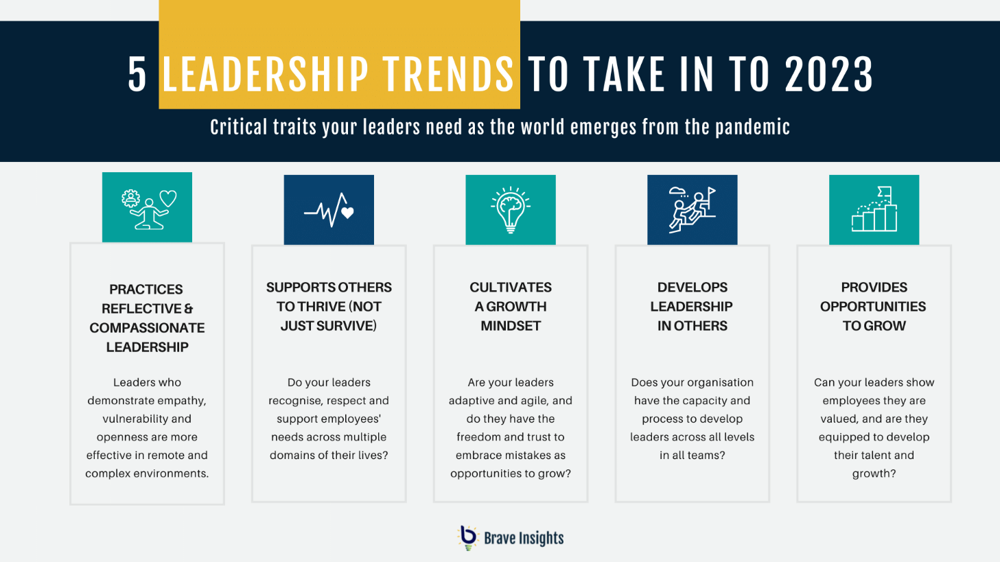 5 LEADERSHIP TRENDS TO TAKE IN TO 2023
Critical traits your leaders need as the world emerges from the pandemic
PRACTICES
REFLECTIVE &
COMPASSIONATE
LEADERSHIP
Leaders who
demonstrate empathy,
vulnerability and
openness are more
effective in remote and
complex environments.
SUPPORTS OTHERS
TO THRIVE (NOT
JUST SURVIVE)
Do your leaders
recognise, respect and
support employees'
needs across multiple
domains of their lives?
CULTIVATES
A GROWTH
MINDSET
Are your leaders
adaptive and agile, and
do they have the
freedom and trust to
embrace mistakes as
opportunities to grow?
DEVELOPS
LEADERSHIP
IN OTHERS
Does your organisation
have the capacity and
process to develop
leaders across all levels
in all teams?
PROVIDES
OPPORTUNITIES
TO GROW
Can your leaders show
employees they are
valued, and are they
equipped to develop
their talent and
growth?
b Brave Insights